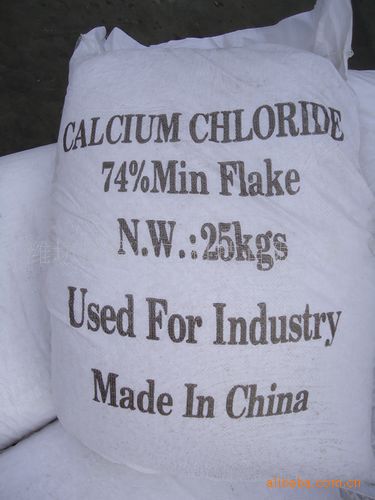 CALCIUM CHLORIDE
74%Min Flake
N.W.:25kgs
Used For Industry
Made In China
alibaba.com.cn